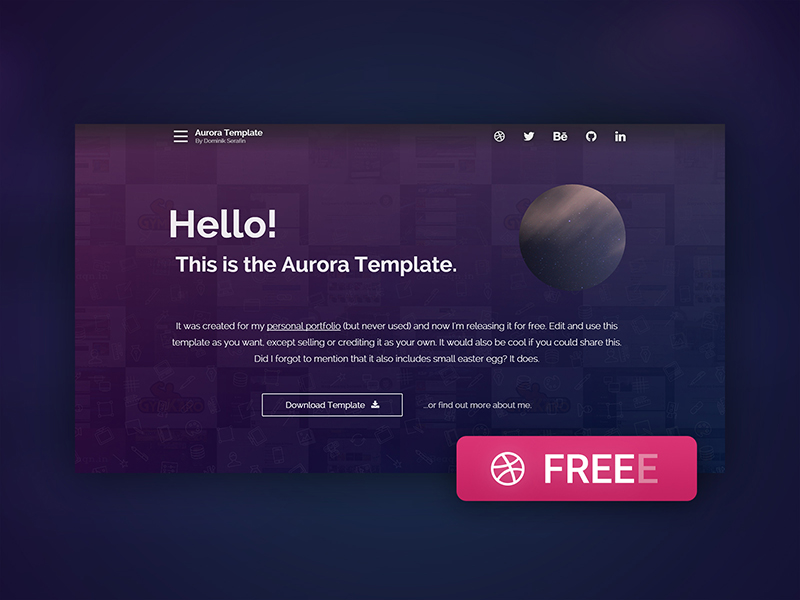 Aurora Template
By Dominik Serafin
Bē
in
Hello!
This is the Aurora Template.
It was created for my personal portfolio (but never used) and now I'm releasing it for free. Edit and use this
template as you want, except selling or crediting it as your own. It would also be cool if you could share this.
Did I forgot to mention that it also includes small easter egg? It does.
Download Template
...or find out more about me.
FREEE